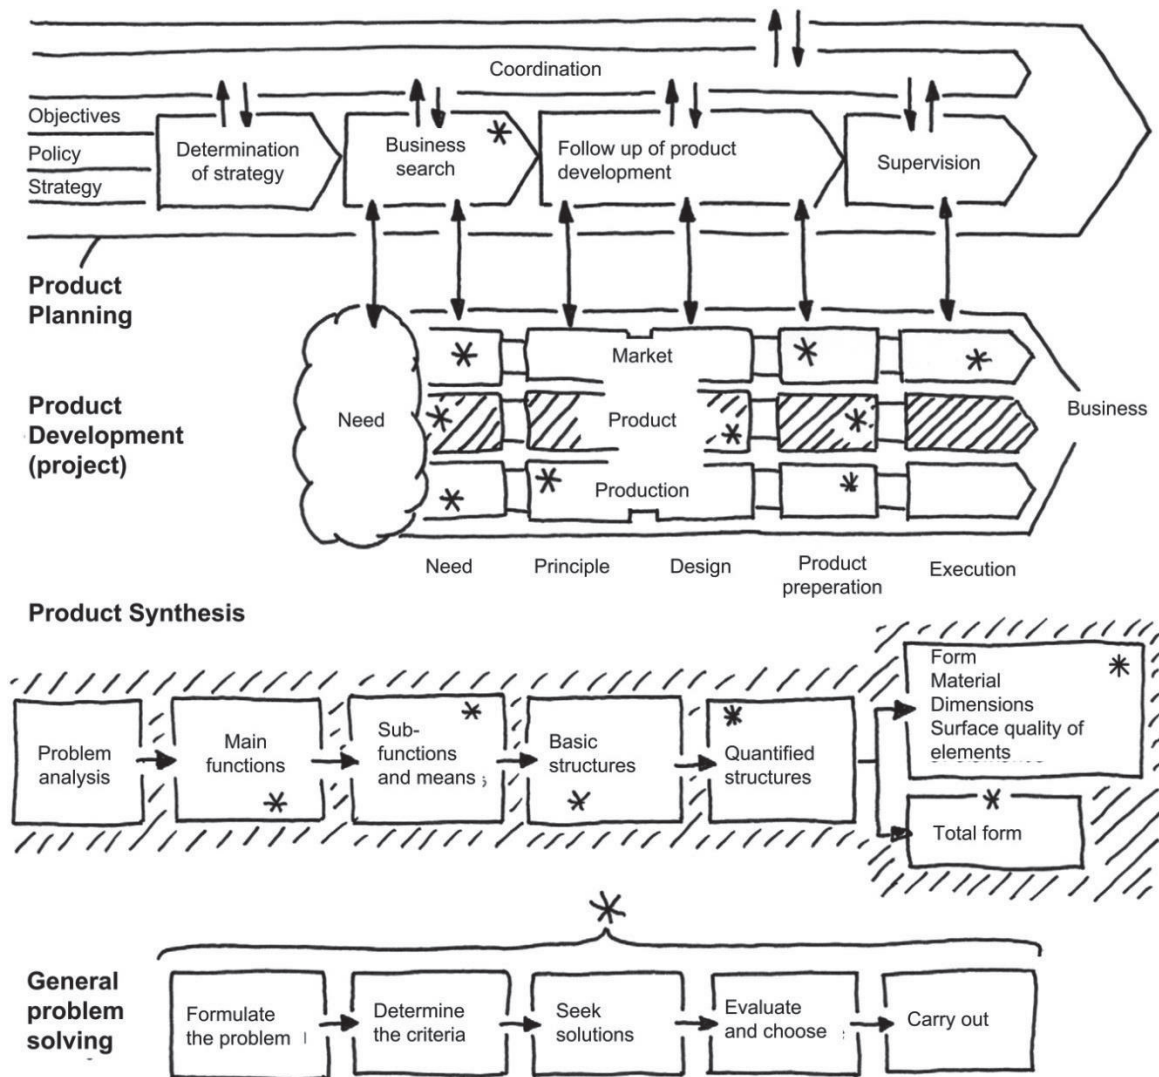 Coordination
Objectives
Policy
Strategy
Determination
of strategy
Business
search
Follow up of product
development
Supervision
Product
Planning
Product
Development
(project)
Need
Market
Product
Production
Business
Need
Principle
Design
Product
preperation
Execution
Product Synthesis
Problem
analysis
Main
functions
Sub-
functions
and means
Basic
structures
Quantified
structures
Form
Material
Dimensions
Surface quality of
elements
Total form
General
problem
solving
Formulate
the problem
Determine
the criteria
Seek
solutions
Evaluate
and choose
Carry out